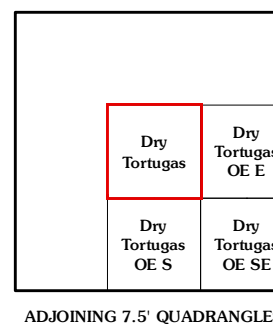 Dry
Tortugas
Dry
Tortugas
OE E
Dry
Tortugas
OE S
Dry
Tortugas
OE SE
ADJOINING 7.5' QUADRANGLE